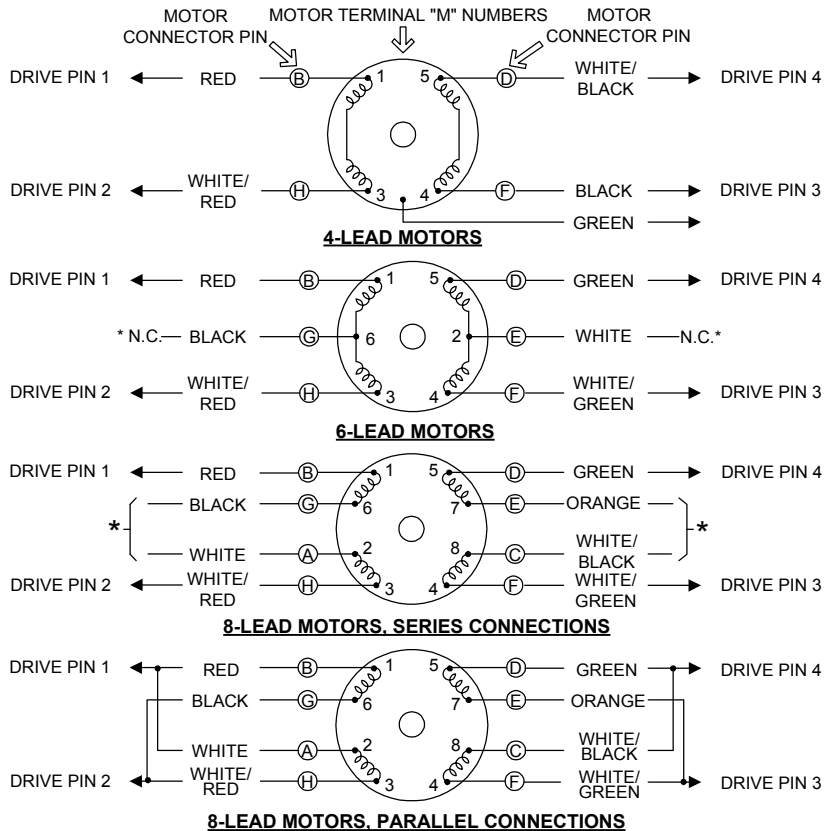 MOTOR CONNECTOR PIN
MOTOR TERMINAL "M" NUMBERS
MOTOR CONNECTOR PIN
DRIVE PIN 1 RED B 1 5 D WHITE/ BLACK DRIVE PIN 4
DRIVE PIN 2 WHITE/ RED H 3 4 F BLACK DRIVE PIN 3
GREEN
4-LEAD MOTORS
DRIVE PIN 1 RED B 1 5 D GREEN DRIVE PIN 4
* N.C. BLACK G 6 2 E WHITE N.C.*
DRIVE PIN 2 WHITE/ RED H 3 4 F WHITE/ GREEN DRIVE PIN 3
6-LEAD MOTORS
DRIVE PIN 1 RED B 1 5 D GREEN DRIVE PIN 4
BLACK G 6 7 E ORANGE
* *
WHITE A 2 8 C WHITE/ BLACK
DRIVE PIN 2 WHITE/ RED H 3 4 F WHITE/ GREEN DRIVE PIN 3
8-LEAD MOTORS, SERIES CONNECTIONS
DRIVE PIN 1 RED B 1 5 D GREEN DRIVE PIN 4
BLACK G 6 7 E ORANGE
WHITE A 2 8 C WHITE/ BLACK
DRIVE PIN 2 WHITE/ RED H 3 4 F WHITE/ GREEN DRIVE PIN 3
8-LEAD MOTORS, PARALLEL CONNECTIONS